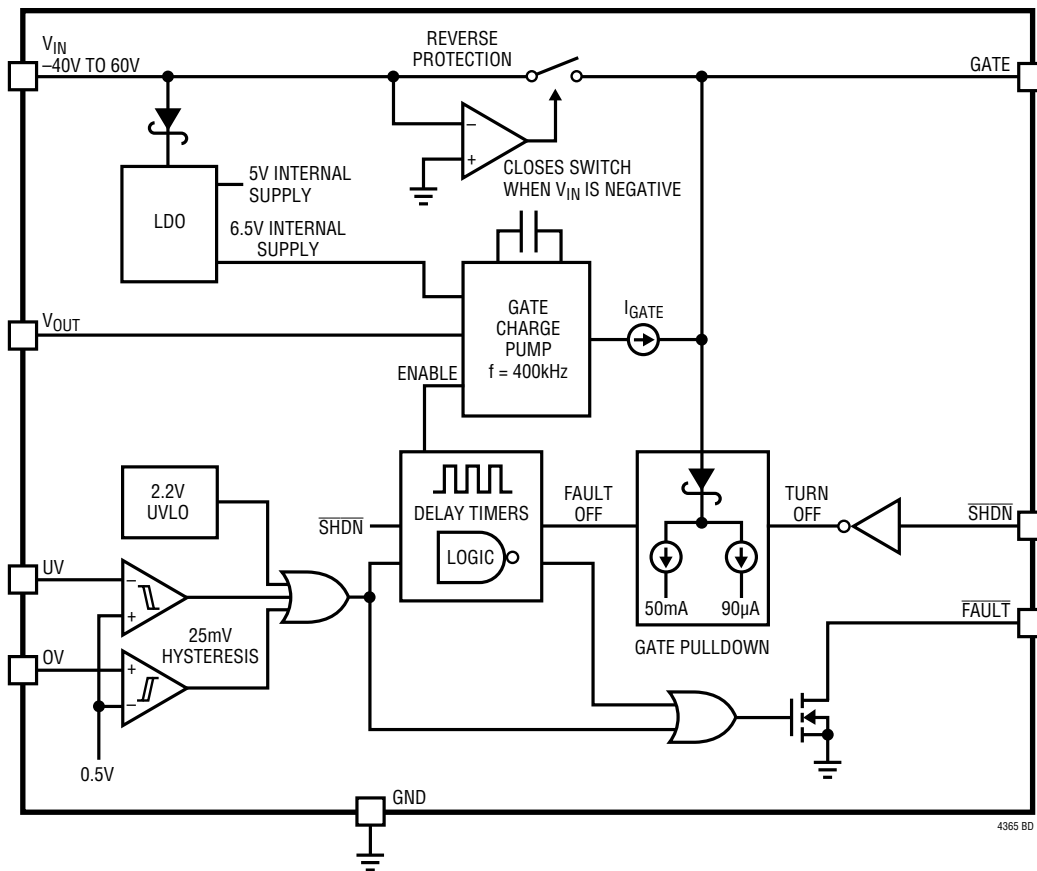 VIN
–40V TO 60V
REVERSE
PROTECTION
GATE
–
+
CLOSES SWITCH
WHEN VIN IS NEGATIVE
LDO
5V INTERNAL
SUPPLY
6.5V INTERNAL
SUPPLY
VOUT
GATE
CHARGE
PUMP
f = 400kHz
IGATE
ENABLE
2.2V
UVLO
SHDN
DELAY TIMERS
LOGIC
FAULT
OFF
TURN
OFF
SHDN
50mA
90µA
GATE PULLDOWN
FAULT
UV
–
+
25mV
HYSTERESIS
OV
+
–
0.5V
GND
4365 BD